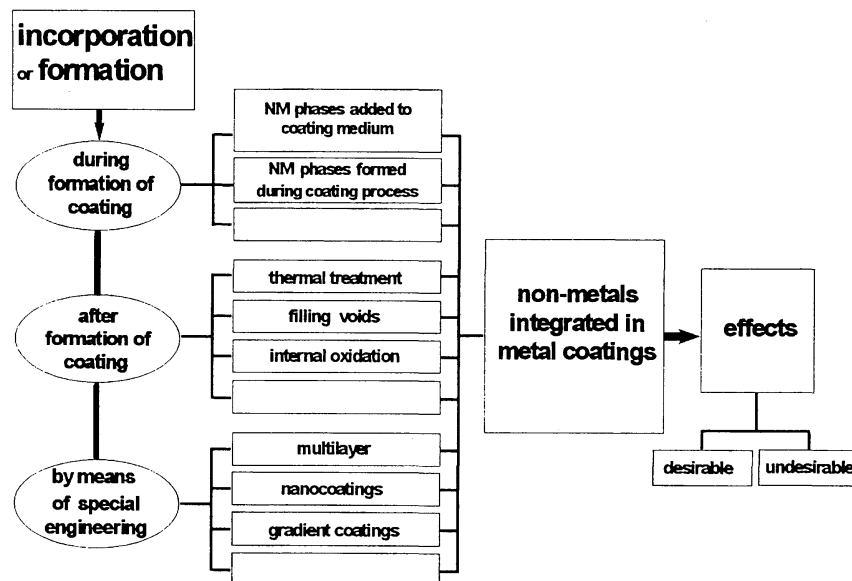 incorporation
or formation
during
formation of
coating
NM phases added to
coating medium
NM phases formed
during coating process
after
formation of
coating
thermal treatment
filling voids
internal oxidation
by means
of special
engineering
multilayer
nanocoatings
gradient coatings
non-metals
integrated in
metal coatings
effects
desirable
undesirable